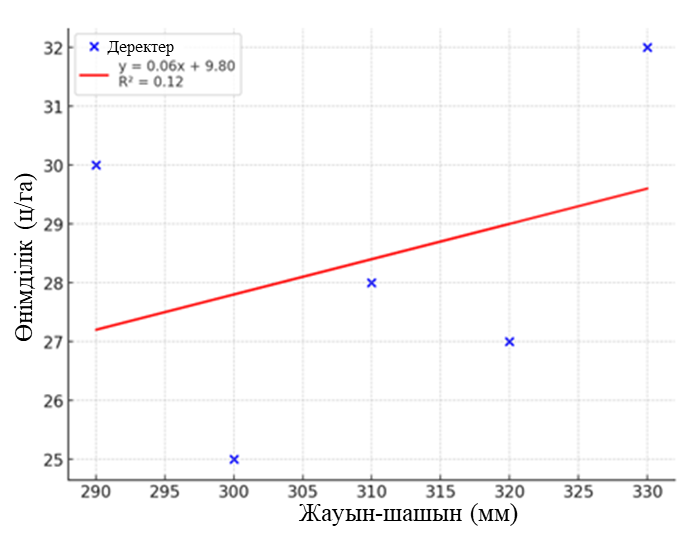 Деректер
y = 0.06x + 9.80
R² = 0.12
Өнімділік (ц/га)
32
31
30
29
28
27
26
25
290 295 300 305 310 315 320 325 330
Жауын-шашын (мм)